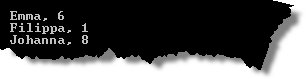 Emma, 6
Filippa, 1
Johanna, 8